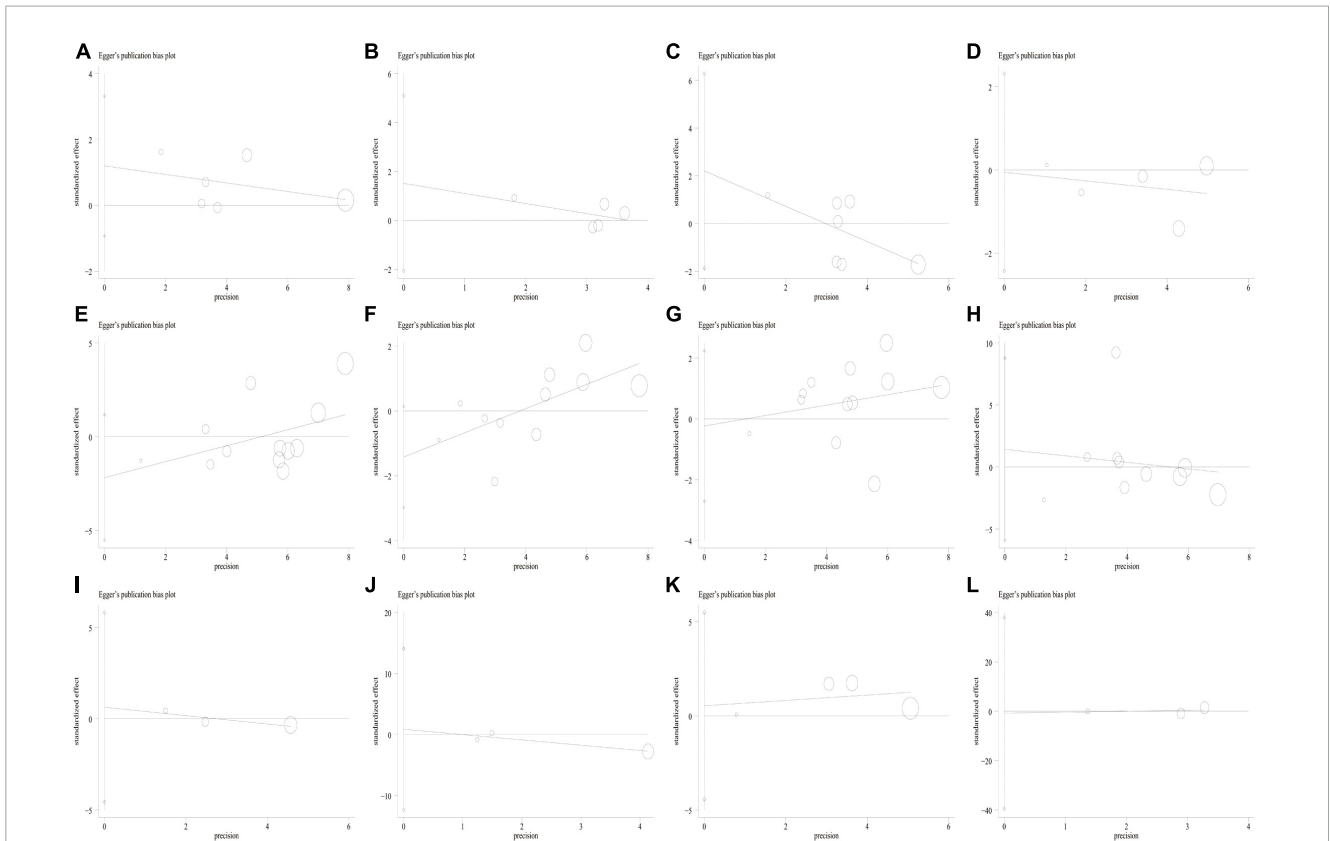 A
Egger's publication bias plot
4
2
0
−2
standardized effect
0 2 4 6 8
precision
B
Egger's publication bias plot
6
4
2
0
−2
standardized effect
0 1 2 3 4
precision
C
Egger's publication bias plot
6
4
2
0
−2
standardized effect
0 2 4 6
precision
D
Egger's publication bias plot
2
0
−2
standardized effect
0 2 4 6
precision
E
Egger's publication bias plot
5
0
−5
standardized effect
0 2 4 6 8
precision
F
Egger's publication bias plot
2
0
−2
−4
standardized effect
0 2 4 6 8
precision
G
Egger's publication bias plot
2
0
−2
−4
standardized effect
0 2 4 6 8
precision
H
Egger's publication bias plot
10
5
0
−5
standardized effect
0 2 4 6 8
precision
I
Egger's publication bias plot
5
0
−5
standardized effect
0 2 4 6
precision
J
Egger's publication bias plot
20
10
0
−10
standardized effect
0 1 2 3 4
precision
K
Egger's publication bias plot
5
0
−5
standardized effect
0 2 4 6
precision
L
Egger's publication bias plot
40
20
0
−20
−40
standardized effect
0 1 2 3 4
precision